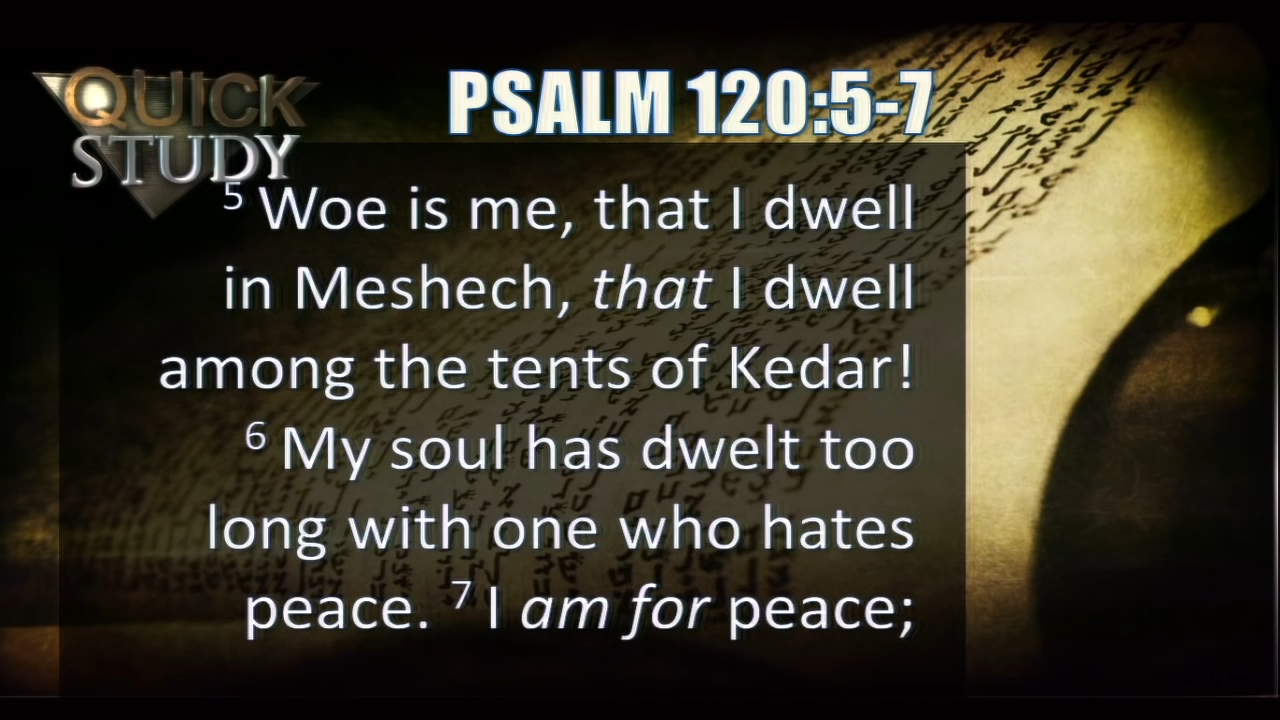 QUICK
STUDY
PSALM 120:5-7
5 Woe is me, that I dwell
in Meshech, that I dwell
among the tents of Kedar!
6 My soul has dwelt too
long with one who hates
peace. 7 I am for peace;